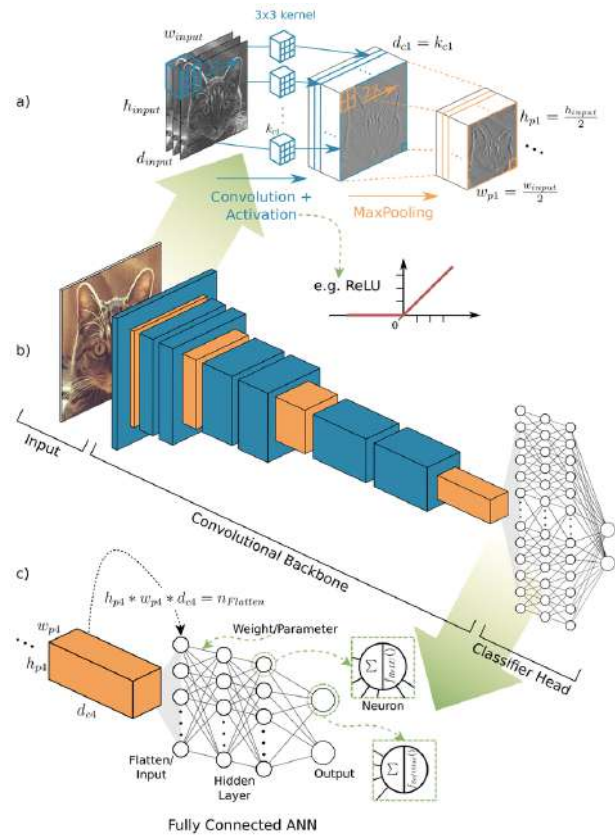 3x3 kernel
w_input
d_c1 = k_c1
a)
2x2
h_input
h_p1 = h_input/2
k_c1
d_input
w_p1 = w_input/2
Convolution +
Activation
MaxPooling
e.g. ReLU
0
b)
Input
Convolutional Backbone
Classifier Head
c)
h_p4 * w_p4 * d_c4 = n_Flatten
w_p4
Weight/Parameter
h_p4
Σ
d_c4
Neuron
Flatten/
Input
Hidden
Layer
Output
Σ
Fully Connected ANN